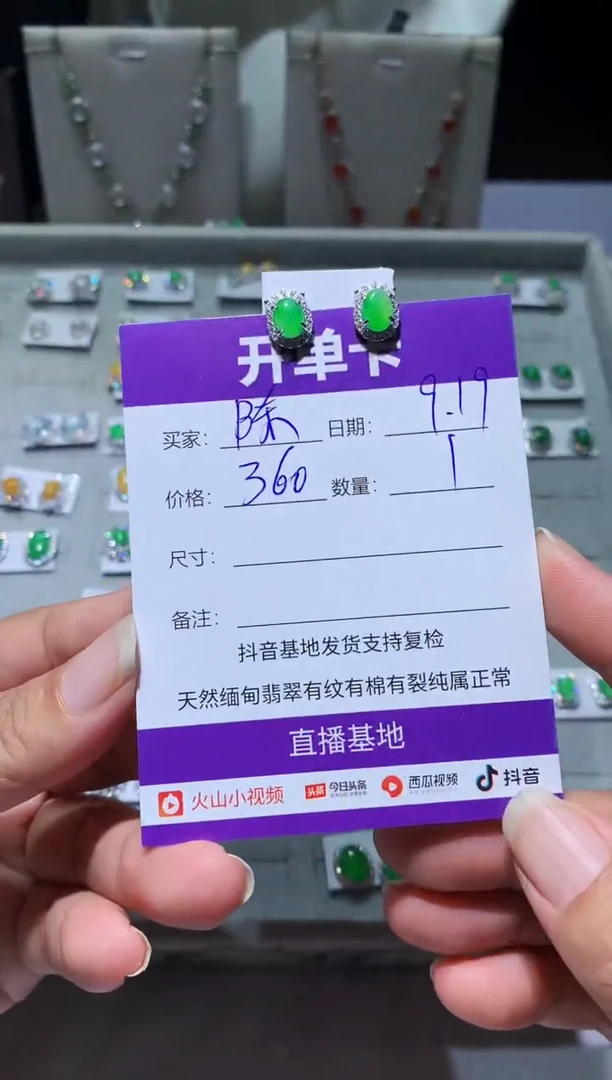 开单卡
买家: 陈 日期: 9.19
价格: 360 数量: 1
尺寸:
备注:
抖音基地发货支持复检
天然缅甸翡翠有纹有棉有裂纯属正常
直播基地
火山小视频 头条 今日头条 西瓜视频 抖音